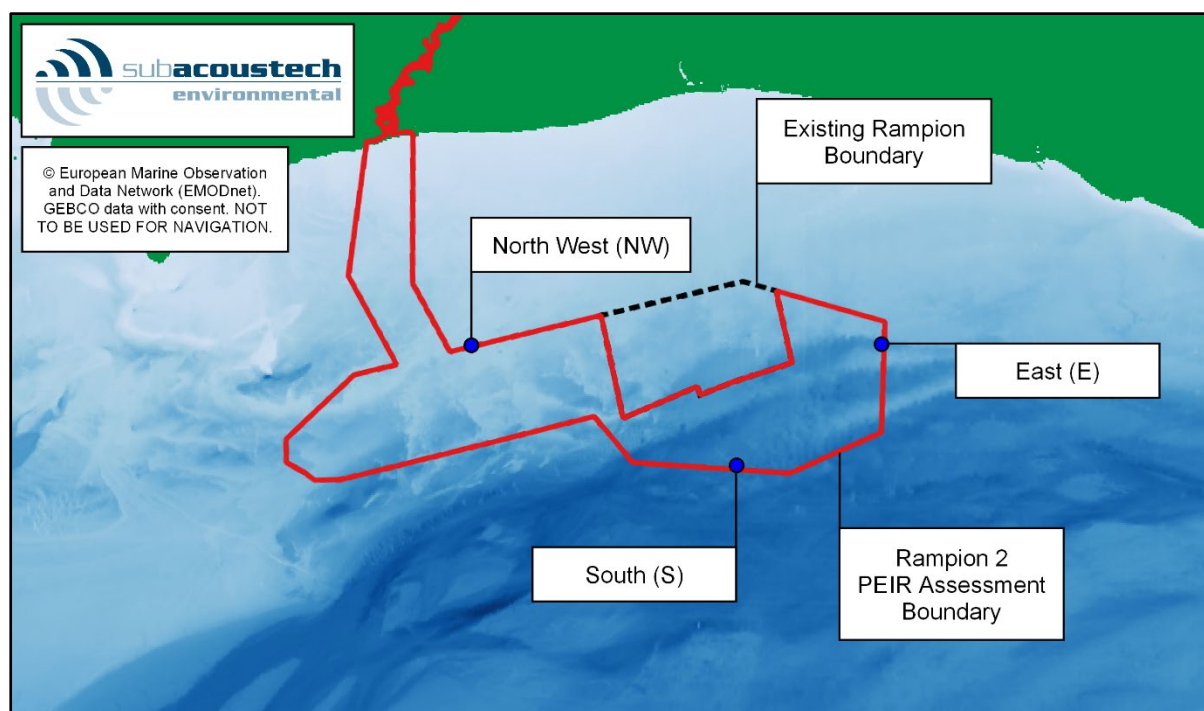 subacoustech
environmental
© European Marine Observation
and Data Network (EMODnet).
GEBCO data with consent. NOT
TO BE USED FOR NAVIGATION.
Existing Rampion
Boundary
North West (NW)
East (E)
South (S)
Rampion 2
PEIR Assessment
Boundary